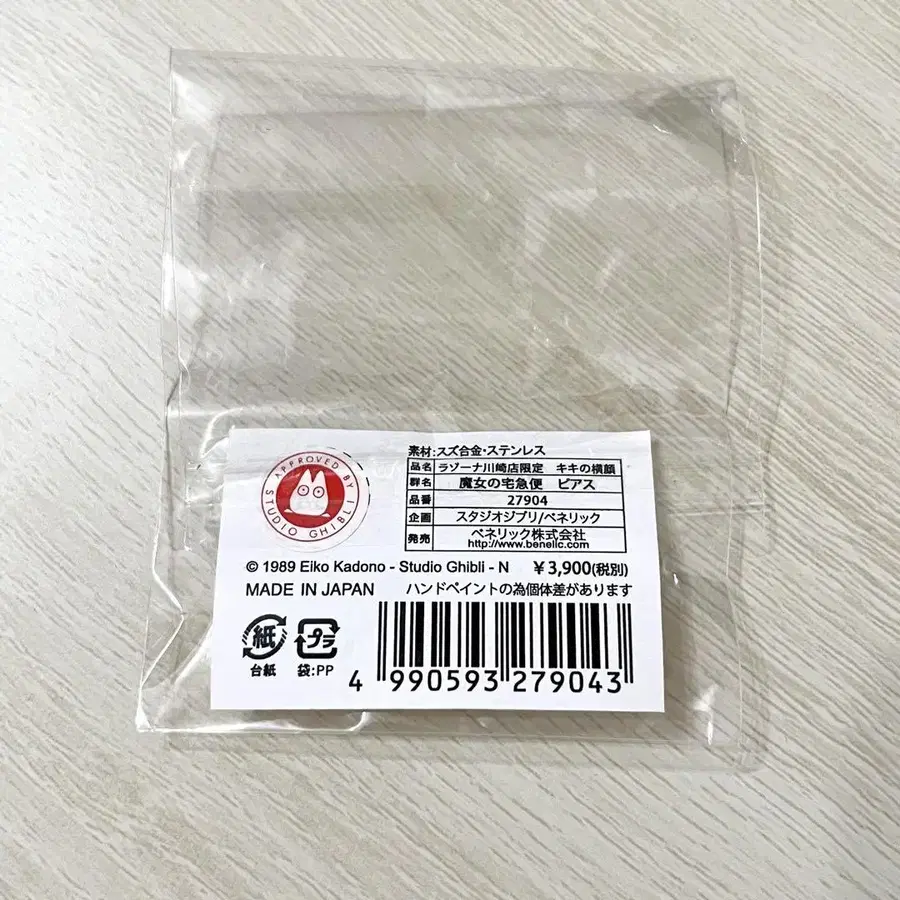 APPROVED BY STUDIO GHIBLI
素材:スズ合金・ステンレス
品名 ラゾーナ川崎店限定 キキの横顔
群名 魔女の宅急便 ピアス
品番 27904
企画 スタジオジブリ/ベネリック
発売 ベネリック株式会社
http://www.benelic.com
© 1989 Eiko Kadono - Studio Ghibli - N ¥3,900(税別)
MADE IN JAPAN ハンドペイントの為個体差があります
紙 プラ
台紙 袋:PP
4 990593 279043